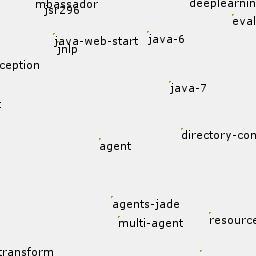 mbassador
deeplearnin
jsr296
eval
java-web-start
java-6
jnlp
ception
java-7
directory-con
agent
agents-jade
multi-agent
resource
transform